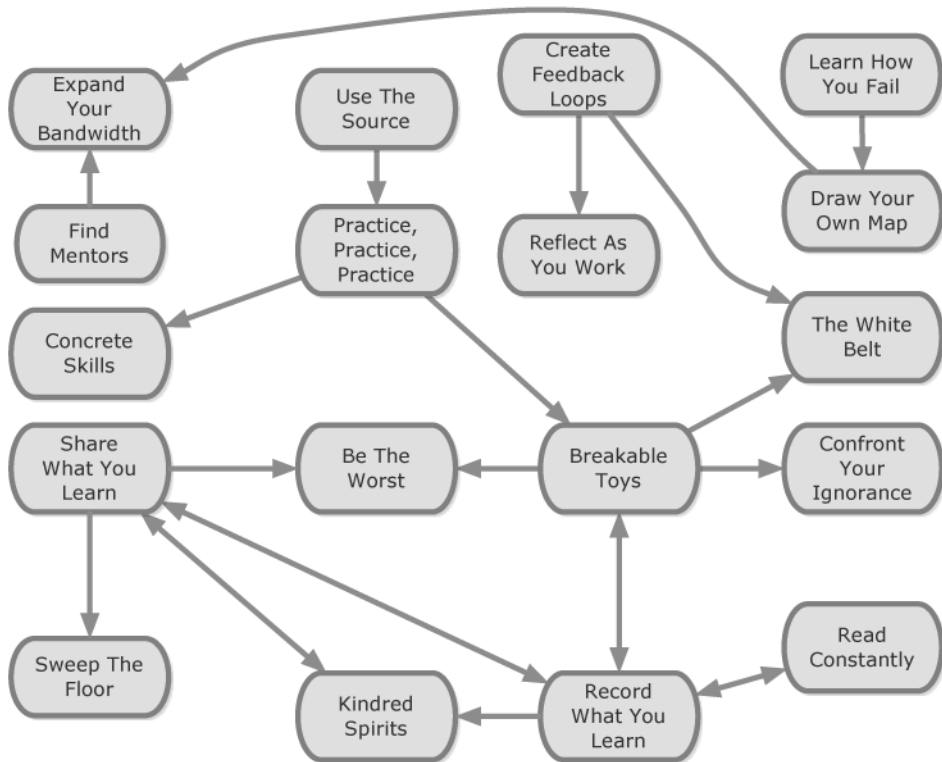 Expand
Your
Bandwidth
Use The
Source
Create
Feedback
Loops
Learn How
You Fail
Find
Mentors
Practice,
Practice,
Practice
Reflect As
You Work
Draw Your
Own Map
Concrete
Skills
The White
Belt
Share
What You
Learn
Be The
Worst
Breakable
Toys
Confront
Your
Ignorance
Sweep The
Floor
Kindred
Spirits
Record
What You
Learn
Read
Constantly